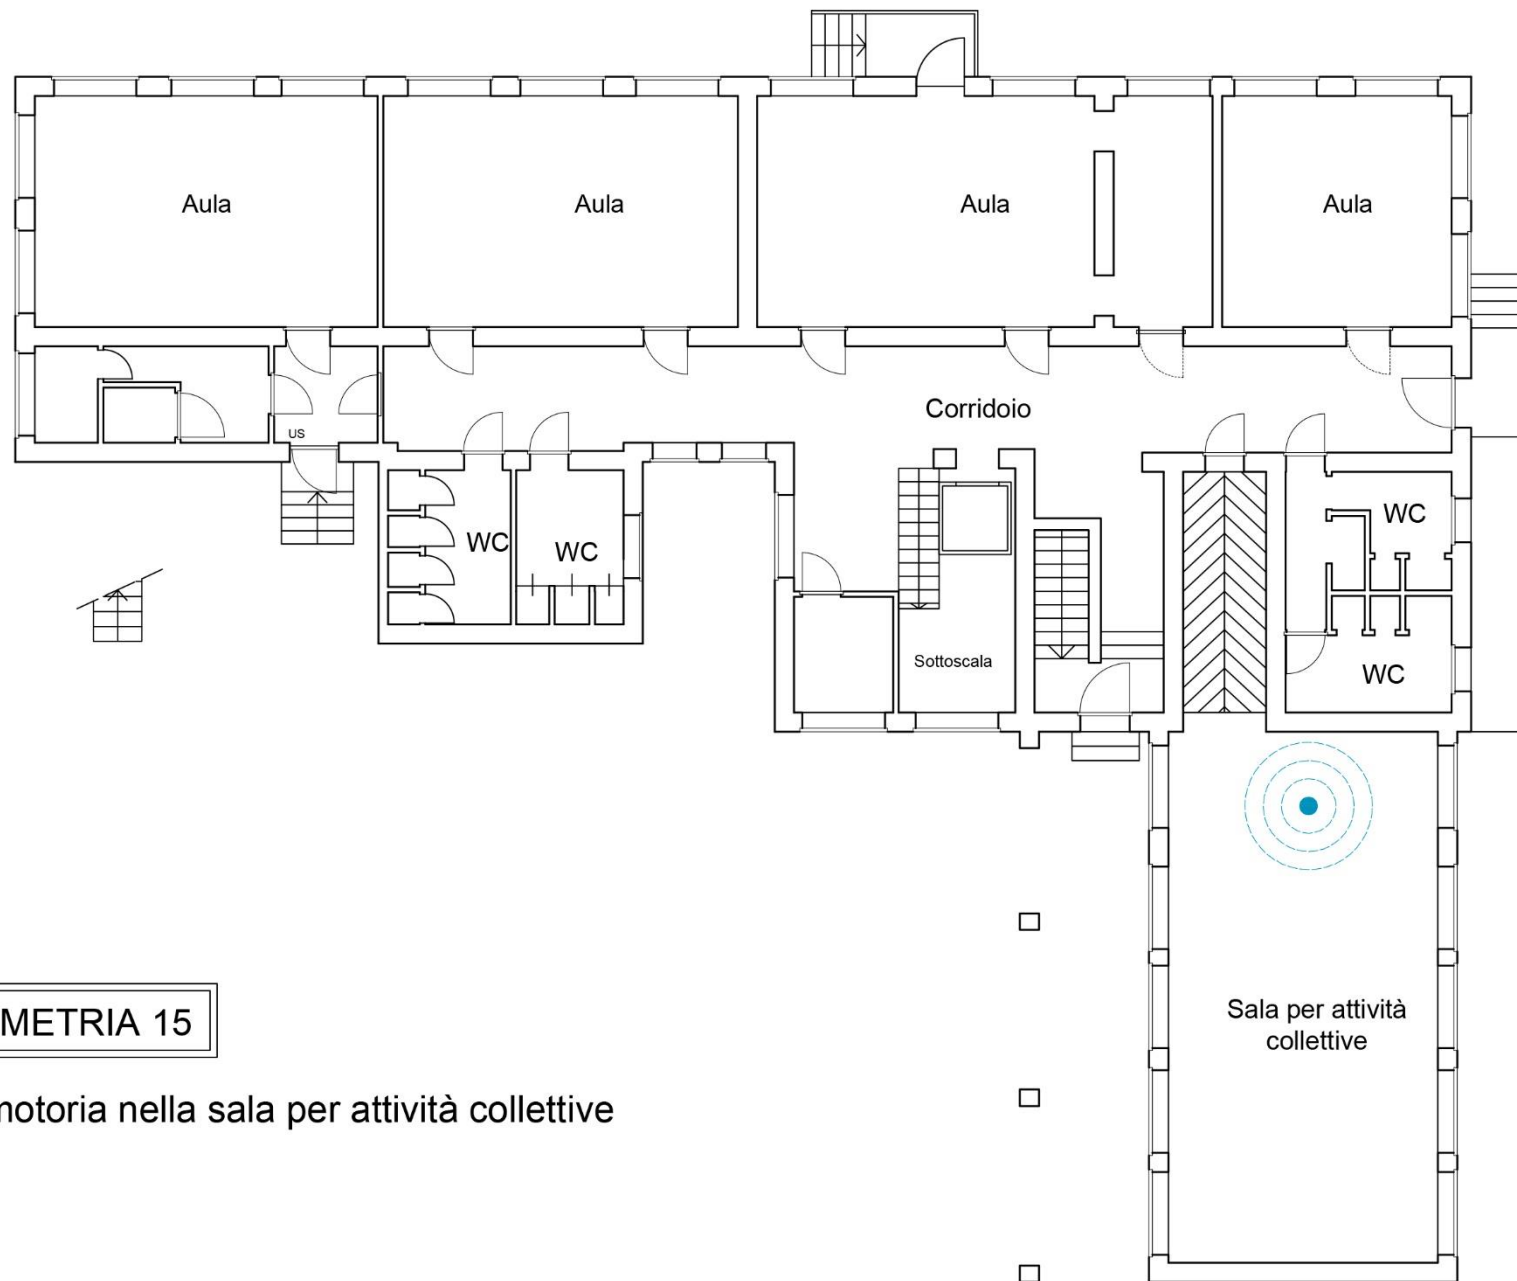 Aula
Aula
Aula
Aula
Corridoio
US
WC
WC
WC
WC
Sottoscala
Sala per attività
collettive
METRIA 15
motoria nella sala per attività collettive